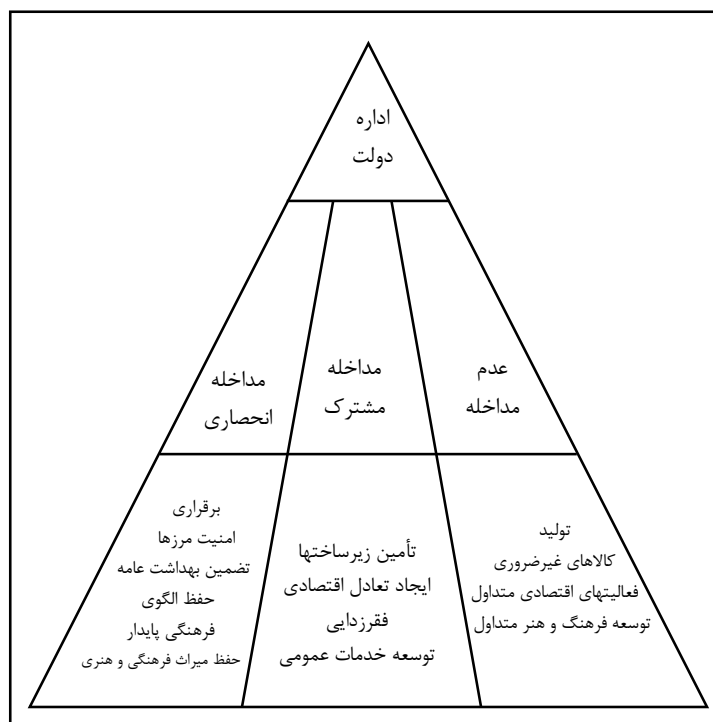 اداره
دولت
عدم
مداخله
مداخله
مشترک
مداخله
انحصاری
تولید
کالاهای غیرضروری
فعالیتهای اقتصادی متداول
توسعه فرهنگ و هنر متداول
تأمین زیرساختها
ایجاد تعادل اقتصادی
فقرزدایی
توسعه خدمات عمومی
برقراری
امنیت مرزها
تضمین بهداشت عامه
حفظ الگوی
فرهنگی پایدار
حفظ میراث فرهنگی و هنری